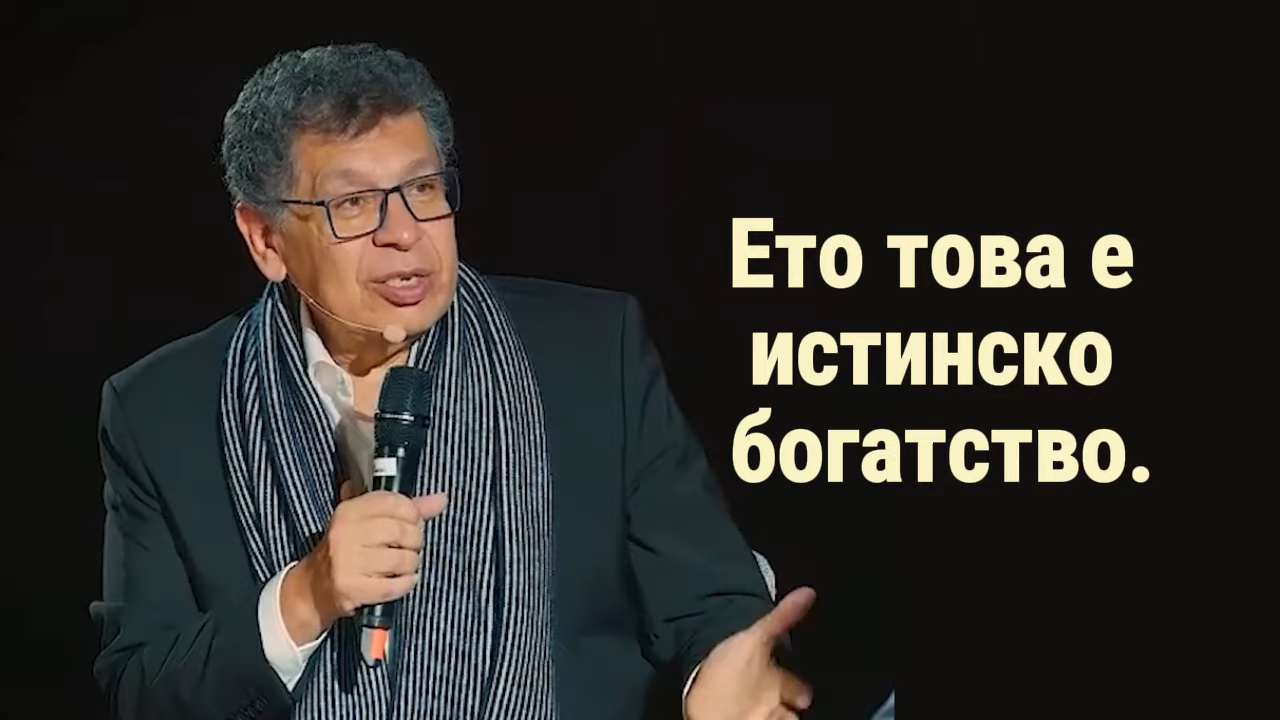 Ето това е
истинско
богатство.